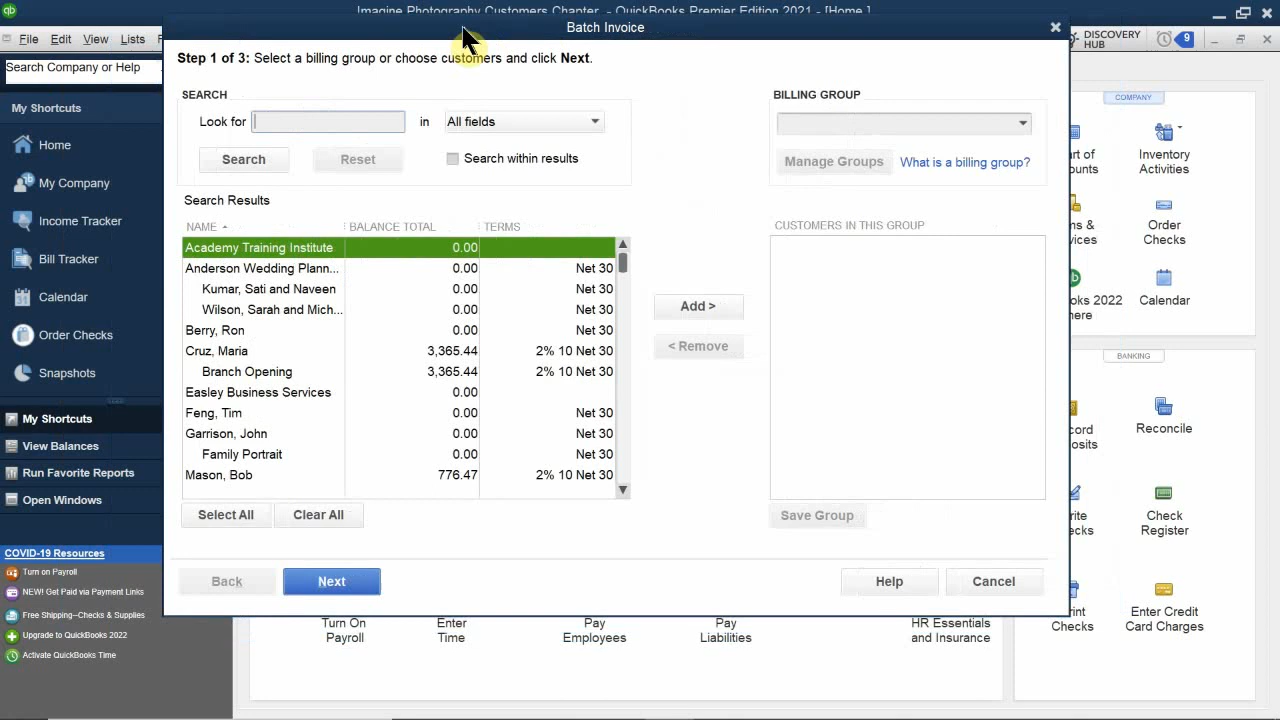 Imagine Photography Customers Chapter - QuickBooks Premier Edition 2021 - [Home ]
qb
File Edit View Lists
DISCOVERY HUB
9
Search Company or Help
Batch Invoice
Step 1 of 3: Select a billing group or choose customers and click Next.
SEARCH
Look for
in
All fields
Search
Reset
Search within results
BILLING GROUP
Manage Groups
What is a billing group?
Search Results
NAME BALANCE TOTAL TERMS
Academy Training Institute 0.00
Anderson Wedding Plann... 0.00 Net 30
Kumar, Sati and Naveen 0.00 Net 30
Wilson, Sarah and Mich... 0.00 Net 30
Berry, Ron 0.00 Net 30
Cruz, Maria 3,365.44 2% 10 Net 30
Branch Opening 3,365.44 2% 10 Net 30
Easley Business Services 0.00
Feng, Tim 0.00 Net 30
Garrison, John 0.00 Net 30
Family Portrait 0.00 Net 30
Mason, Bob 776.47 2% 10 Net 30
Add >
< Remove
CUSTOMERS IN THIS GROUP
Select All
Clear All
Save Group
Back
Next
Help
Cancel
My Shortcuts
Home
My Company
Income Tracker
Bill Tracker
Calendar
Order Checks
Snapshots
My Shortcuts
View Balances
Run Favorite Reports
Open Windows
COVID-19 Resources
Turn on Payroll
NEW! Get Paid via Payment Links
Free Shipping--Checks & Supplies
Upgrade to QuickBooks 2022
Activate QuickBooks Time
Turn On
Payroll
Enter
Time
Pay
Employees
Pay
Liabilities
HR Essentials
and Insurance
COMPANY
Inventory
Activities
Order
Checks
2022
Calendar
BANKING
Reconcile
Check
Register
Enter Credit
Card Charges
Checks